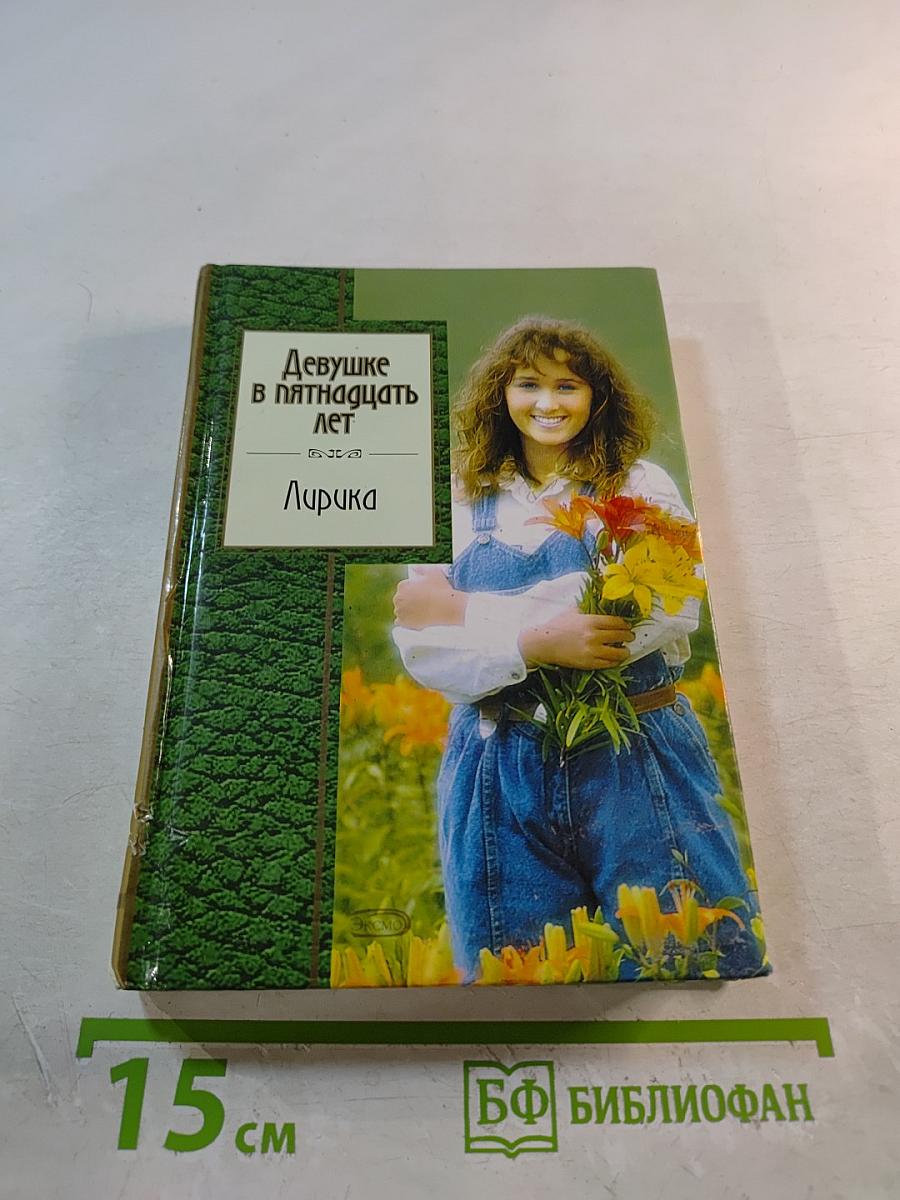 Девушке
в пятнадцать
лет
Лирика
ЭКСМО
15 см
БФ БИБЛИОФАН